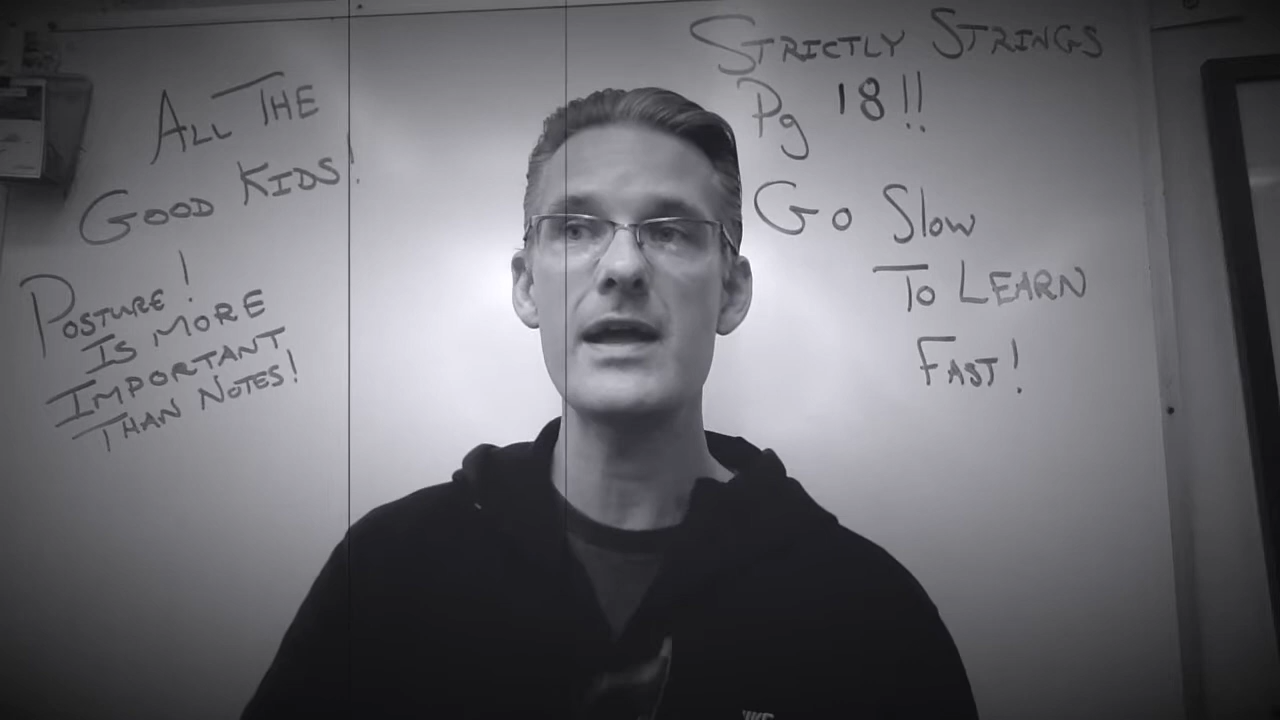 ALL THE
GOOD KIDS!
POSTURE!
IS MORE
IMPORTANT
THAN NOTES!
STRICTLY STRINGS
Pg 18!!
Go Slow
To LEARN
FAST!